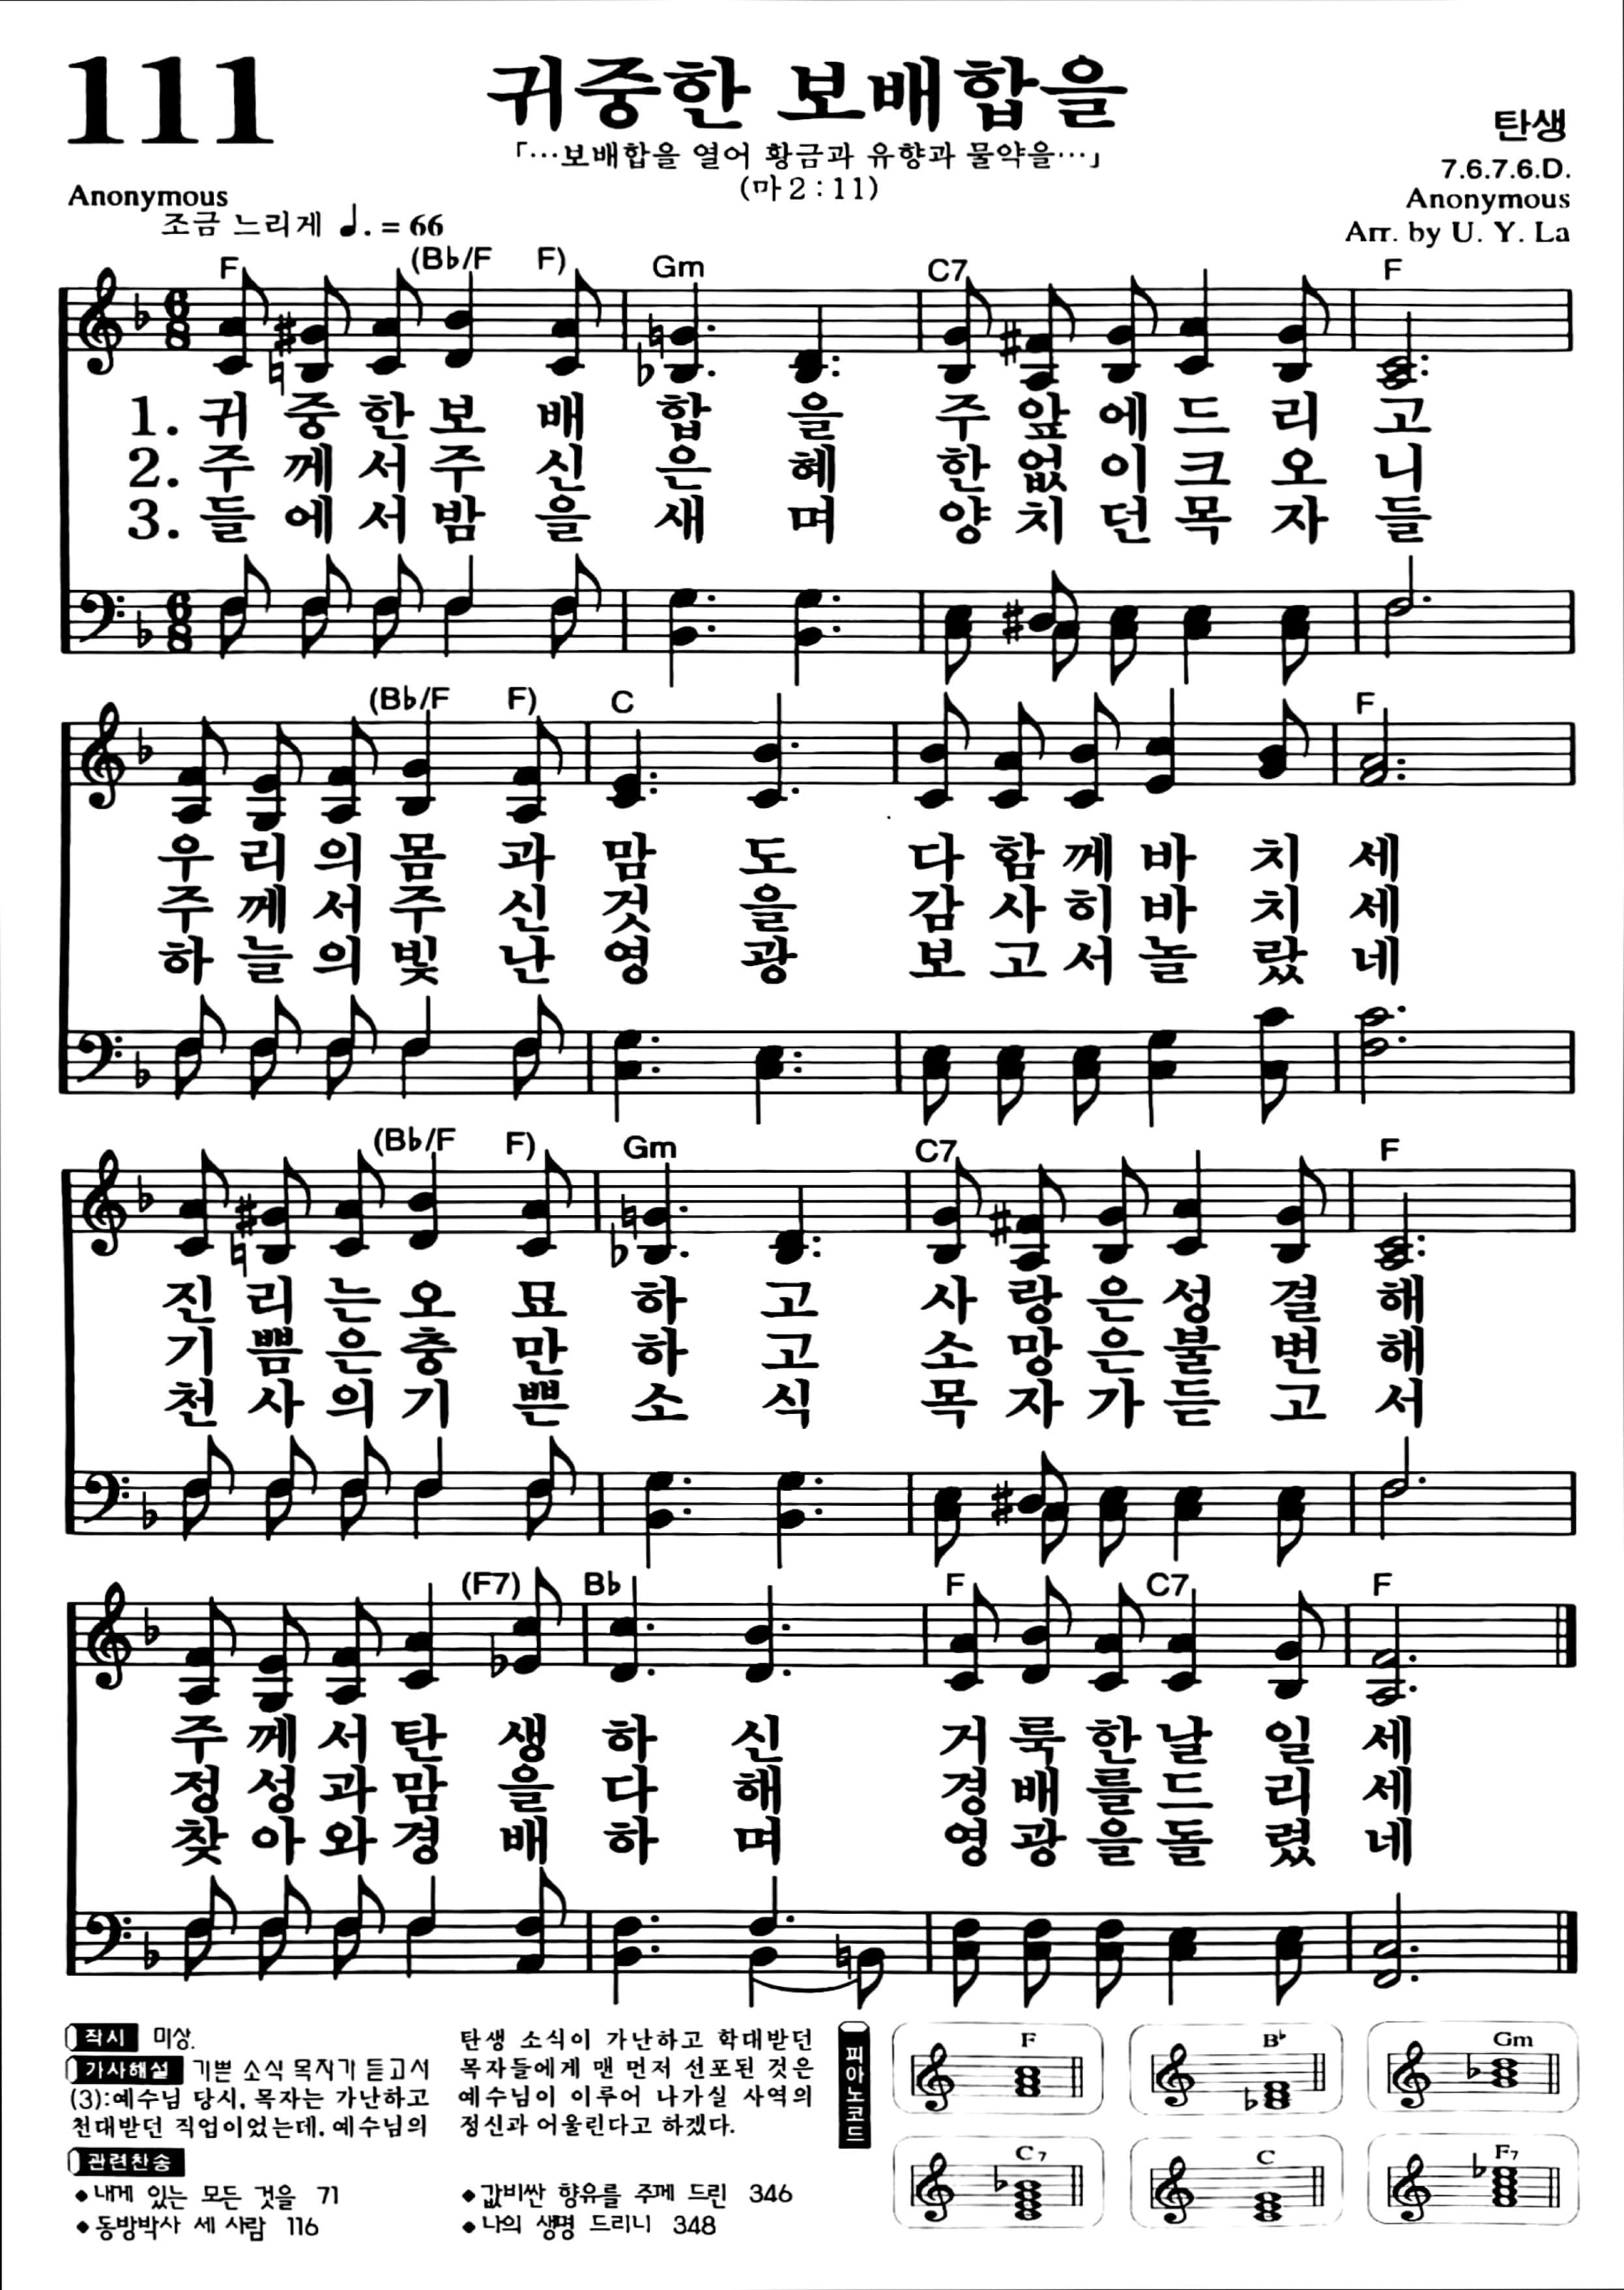 111
귀중한 보배합을
「…보배합을 열어 황금과 유향과 물약을…」
(마 2 : 11)
탄생
7.6.7.6.D.
Anonymous
Arr. by U. Y. La
Anonymous
조금 느리게 ♩. = 66
F (B♭/F F) Gm C7 F
6 8
1. 귀 중 한 보 배 합 을 주 앞 에 드 리 고
2. 주 께 서 주 신 은 혜 한 없 이 크 오 니
3. 들 에 서 밤 을 새 며 양 치 던 목 자 들
6 8
(B♭/F F) C F
우 리 의 몸 과 맘 도 다 함 께 바 치 세
주 께 서 주 신 것 을 감 사 히 바 치 세
하 늘 의 빛 난 영 광 보 고 서 놀 랐 네
(B♭/F F) Gm C7 F
진 리 는 오 묘 하 고 사 랑 은 성 결 해
기 쁨 은 충 만 하 고 소 망 은 불 변 해
천 사 의 기 쁜 소 식 목 자 가 듣 고 서
(F7) B♭ F C7 F
주 께 서 탄 생 하 신 거 룩 한 날 일 세
정 성 과 맘 을 다 해 경 배 를 드 리 세
찾 아 와 경 배 하 며 영 광 을 돌 렸 네
작시 미상.
가사해설 기쁜 소식 목자가 듣고서
(3):예수님 당시, 목자는 가난하고
천대받던 직업이었는데, 예수님의
탄생 소식이 가난하고 학대받던
목자들에게 맨 먼저 선포된 것은
예수님이 이루어 나가실 사역의
정신과 어울린다고 하겠다.
관련찬송
◆내게 있는 모든 것을 71
◆동방박사 세 사람 116
◆값비싼 향유를 주께 드린 346
◆나의 생명 드리니 348
피아노코드
F B♭ Gm
C7 C F7